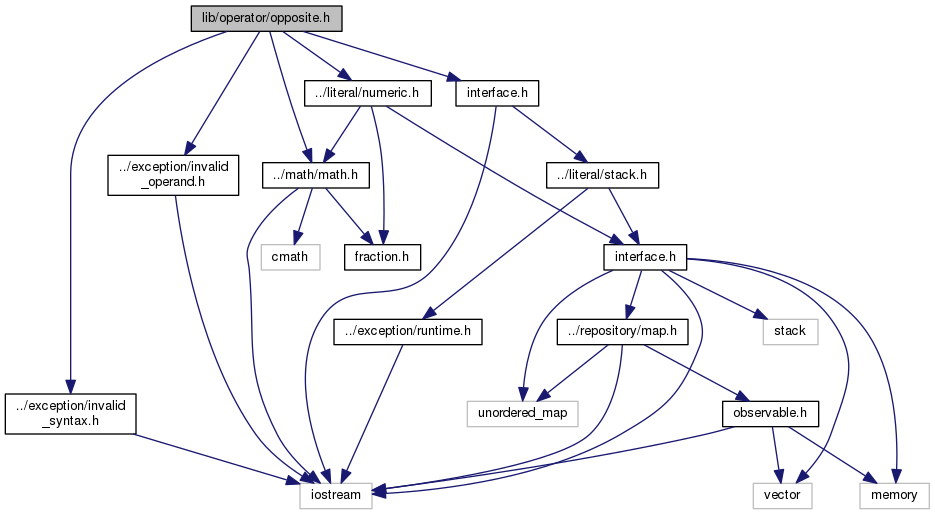 lib/operator/opposite.h
../literal/numeric.h
interface.h
../exception/invalid
_operand.h
../math/math.h
../literal/stack.h
cmath
fraction.h
interface.h
../exception/runtime.h
../repository/map.h
stack
../exception/invalid
_syntax.h
unordered_map
observable.h
iostream
vector
memory